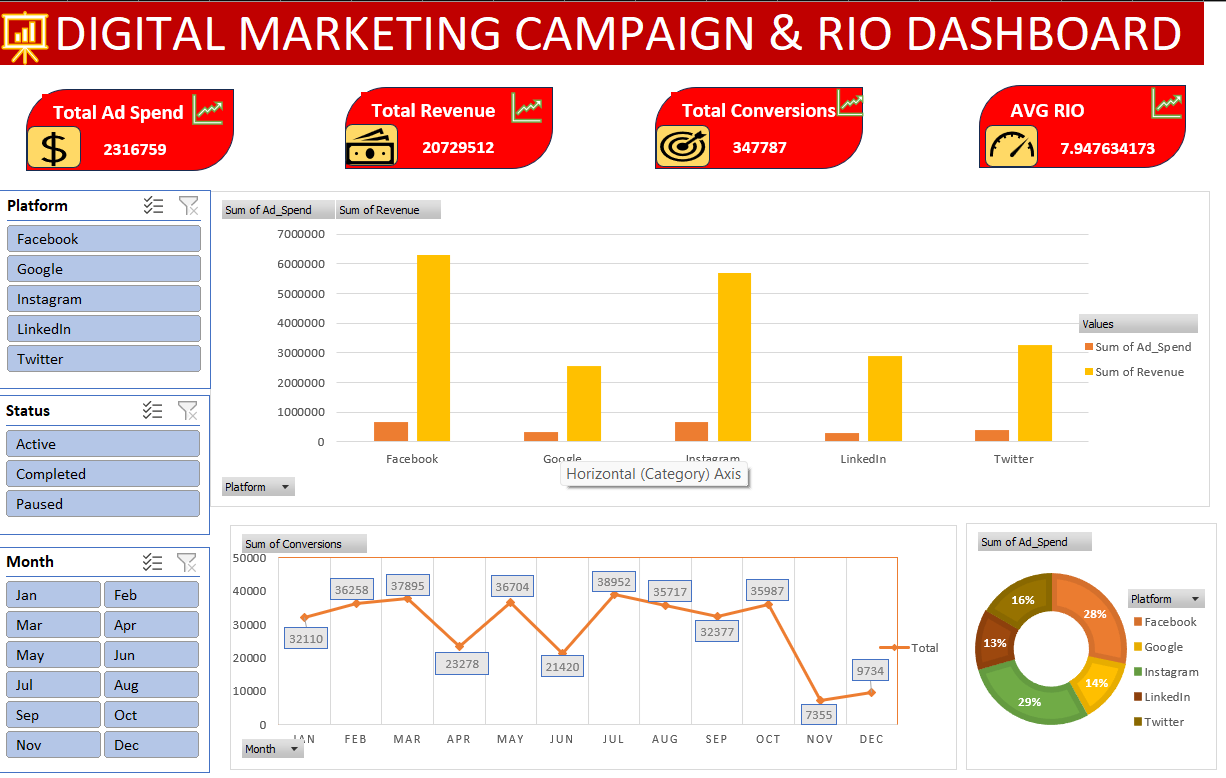 DIGITAL MARKETING CAMPAIGN & RIO DASHBOARD
Total Ad Spend
2316759
Total Revenue
20729512
Total Conversions
347787
AVG RIO
7.947634173
Platform
Facebook
Google
Instagram
LinkedIn
Twitter
Status
Active
Completed
Paused
Month
Jan Feb
Mar Apr
May Jun
Jul Aug
Sep Oct
Nov Dec
Sum of Ad_Spend Sum of Revenue
7000000
6000000
5000000
4000000
3000000
2000000
1000000
0
Facebook Google Instagram LinkedIn Twitter
Horizontal (Category) Axis
Platform
Values
Sum of Ad_Spend
Sum of Revenue
Sum of Conversions
50000
40000
30000
20000
10000
0
32110 36258 37895 23278 36704 21420 38952 35717 32377 35987 7355 9734
JAN FEB MAR APR MAY JUN JUL AUG SEP OCT NOV DEC
Month
Total
Sum of Ad_Spend
28%
14%
29%
13%
16%
Platform
Facebook
Google
Instagram
LinkedIn
Twitter